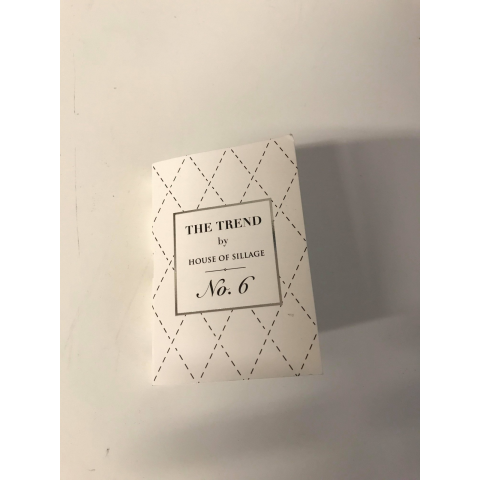 THE TREND
by
HOUSE OF SILLAGE
No. 6